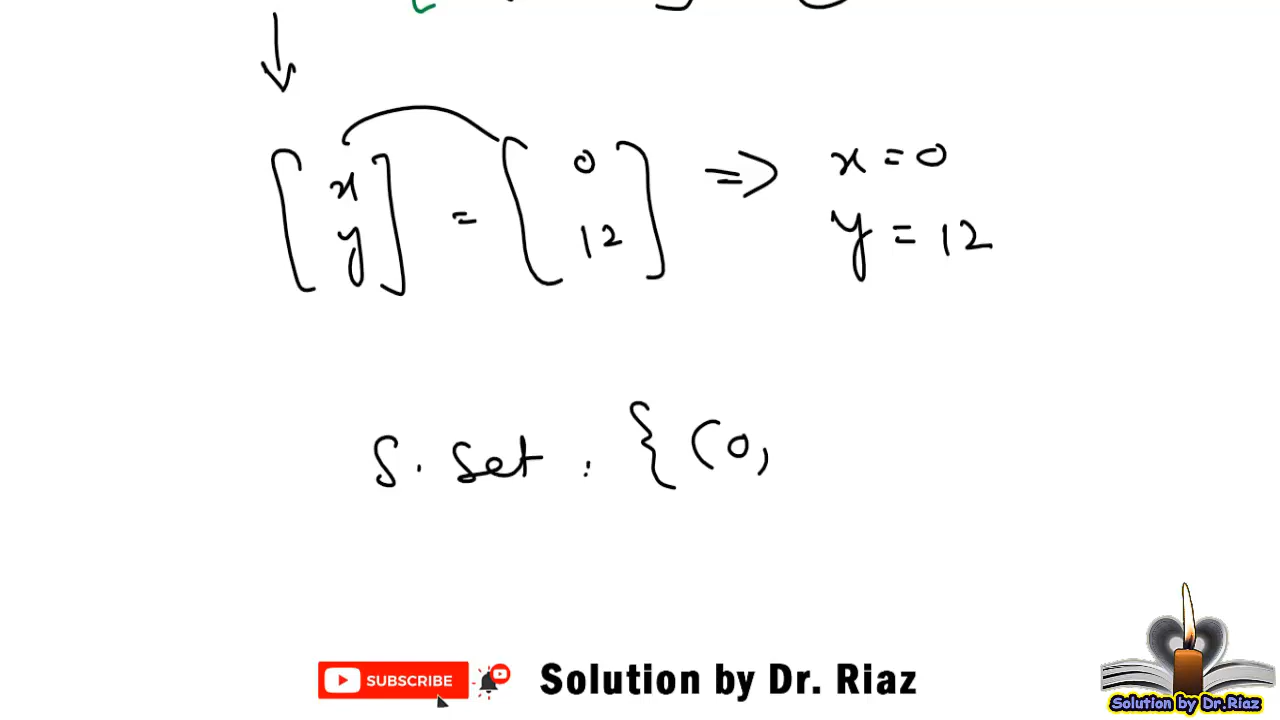 [x y] = [0 12] => x = 0
y = 12
S. Set : {(0,
SUBSCRIBE Solution by Dr. Riaz
Solution by Dr.Riaz